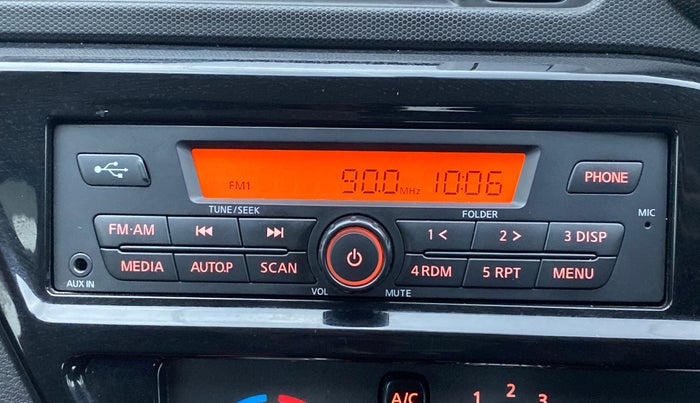 FM1 90.0 MHz 10:06
PHONE
TUNE/SEEK
FOLDER
MIC
FM·AM
1 <
2 >
3 DISP
MEDIA
AUTO.P
SCAN
4 RDM
5 RPT
MENU
AUX IN
VOL
MUTE
A/C
1 2 3